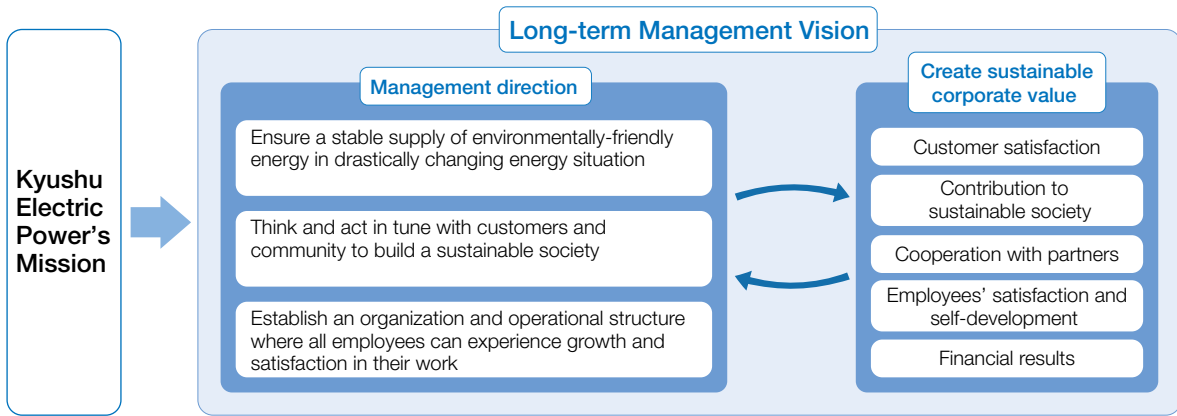 Long-term Management Vision
Kyushu
Electric
Power’s
Mission
Management direction
Ensure a stable supply of environmentally-friendly
energy in drastically changing energy situation
Think and act in tune with customers and
community to build a sustainable society
Establish an organization and operational structure
where all employees can experience growth and
satisfaction in their work
Create sustainable
corporate value
Customer satisfaction
Contribution to
sustainable society
Cooperation with partners
Employees’ satisfaction and
self-development
Financial results